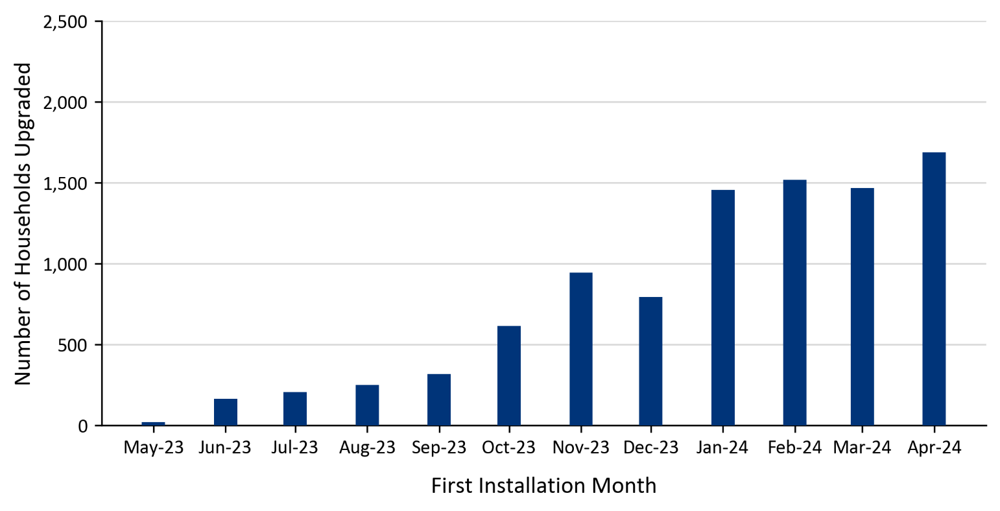 Number of Households Upgraded
2,500
2,000
1,500
1,000
500
0
May-23 Jun-23 Jul-23 Aug-23 Sep-23 Oct-23 Nov-23 Dec-23 Jan-24 Feb-24 Mar-24 Apr-24
First Installation Month